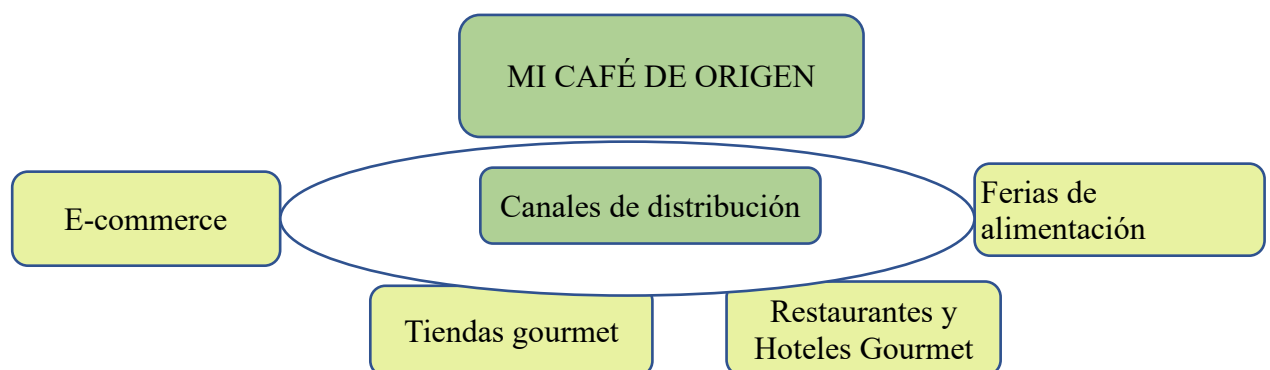 MI CAFÉ DE ORIGEN
Canales de distribución
E-commerce
Ferias de
alimentación
Tiendas gourmet
Restaurantes y
Hoteles Gourmet